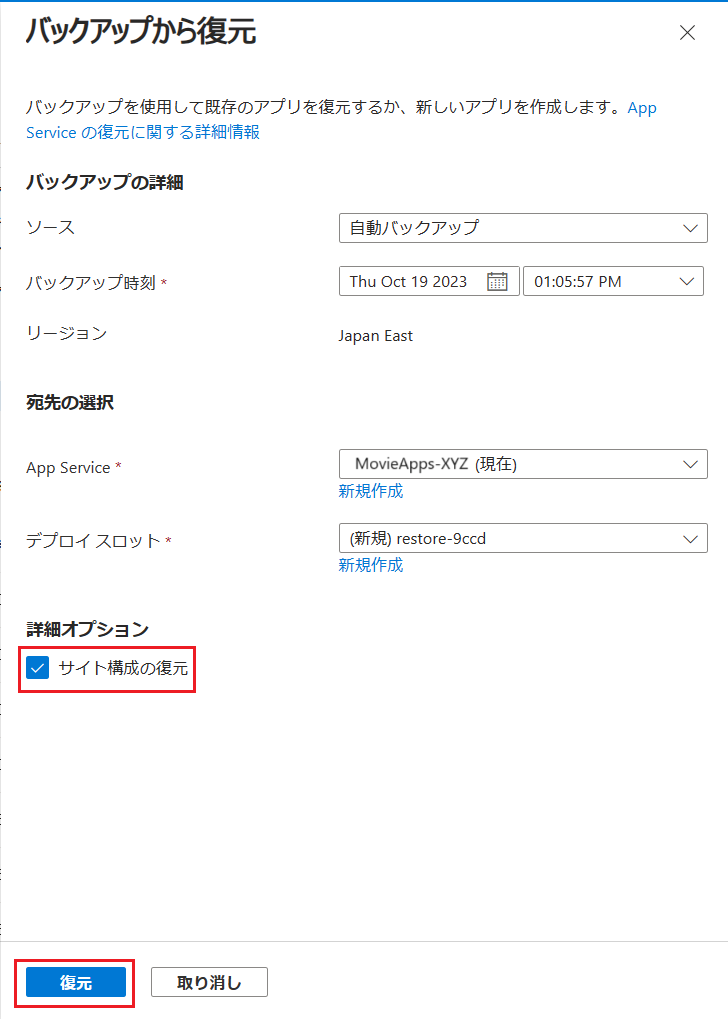 バックアップから復元
バックアップを使用して既存のアプリを復元するか、新しいアプリを作成します。App
Service の復元に関する詳細情報
バックアップの詳細
ソース
自動バックアップ
バックアップ時刻 *
Thu Oct 19 2023
01:05:57 PM
リージョン
Japan East
宛先の選択
App Service *
MovieApps-XYZ (現在)
新規作成
デプロイ スロット *
(新規) restore-9ccd
新規作成
詳細オプション
サイト構成の復元
復元
取り消し